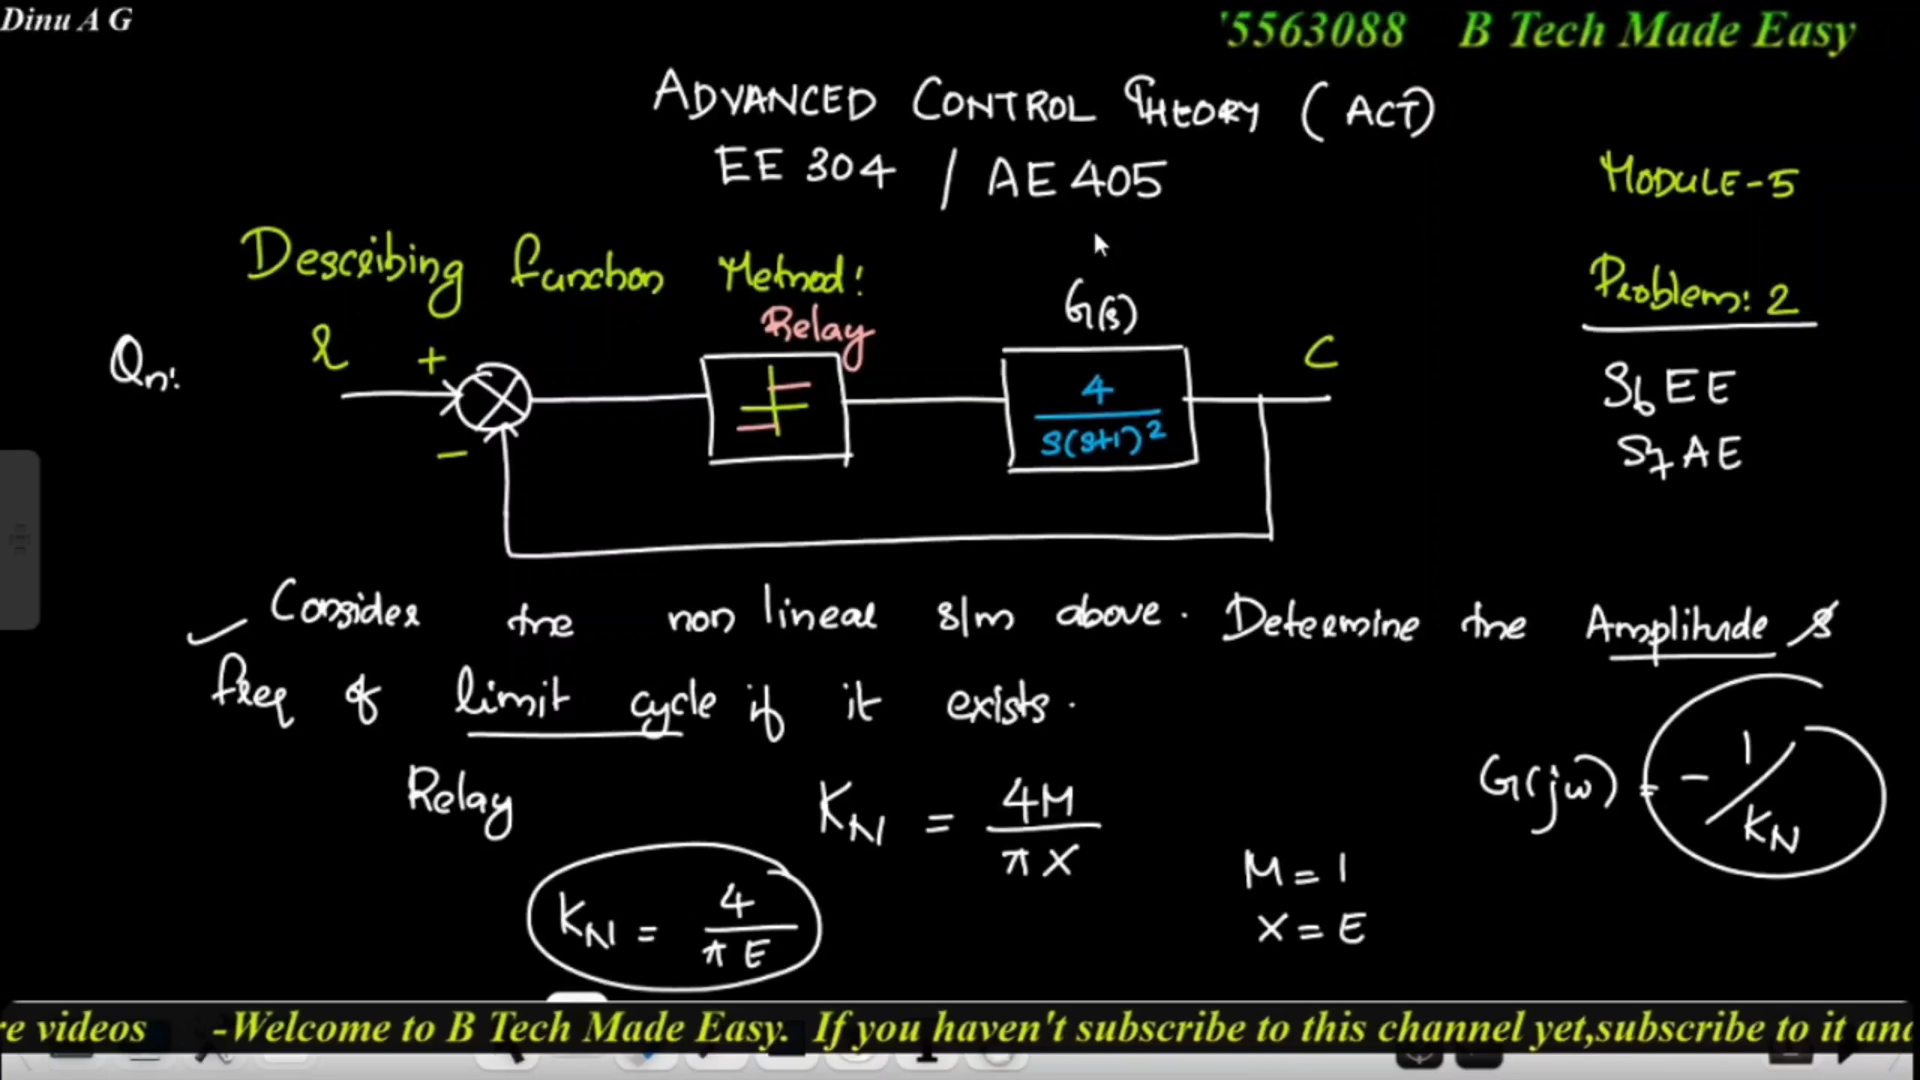 Dinu A G
'5563088 B Tech Made Easy
ADVANCED CONTROL THEORY (ACT)
EE 304 / AE 405
MODULE-5
Describing function Method:
Problem: 2
Relay
G(s)
Qn:
r
+
C
4
s(s+1)²
S6 EE
-
S7 AE
Consider the non linear s/m above. Determine the Amplitude &
freq of limit cycle if it exists.
Relay
KN = 4M
πX
G(jω) = -1/KN
M = 1
KN = 4
πE
X = E
re videos -Welcome to B Tech Made Easy. If you haven't subscribe to this channel yet,subscribe to it and